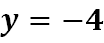 y = −4